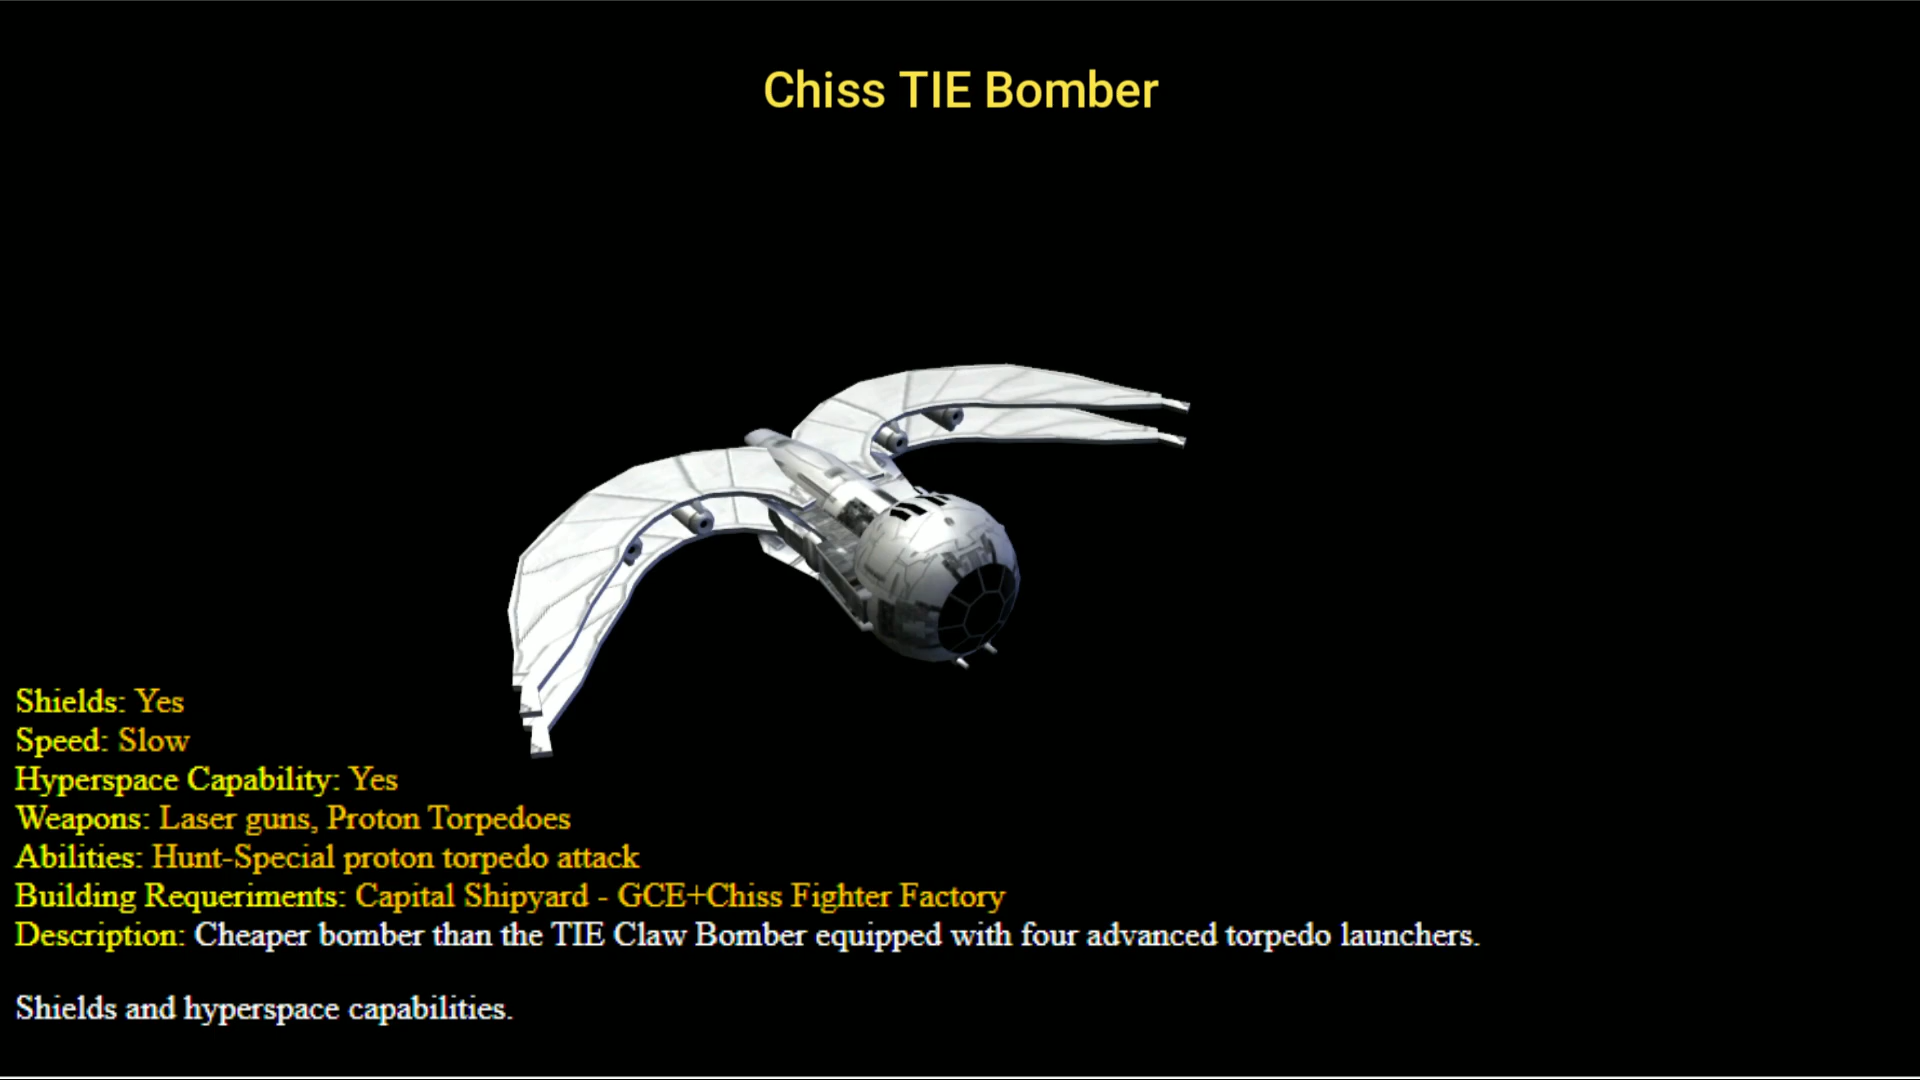 Chiss TIE Bomber
Shields: Yes
Speed: Slow
Hyperspace Capability: Yes
Weapons: Laser guns, Proton Torpedoes
Abilities: Hunt-Special proton torpedo attack
Building Requeriments: Capital Shipyard - GCE+Chiss Fighter Factory
Description: Cheaper bomber than the TIE Claw Bomber equipped with four advanced torpedo launchers.
Shields and hyperspace capabilities.